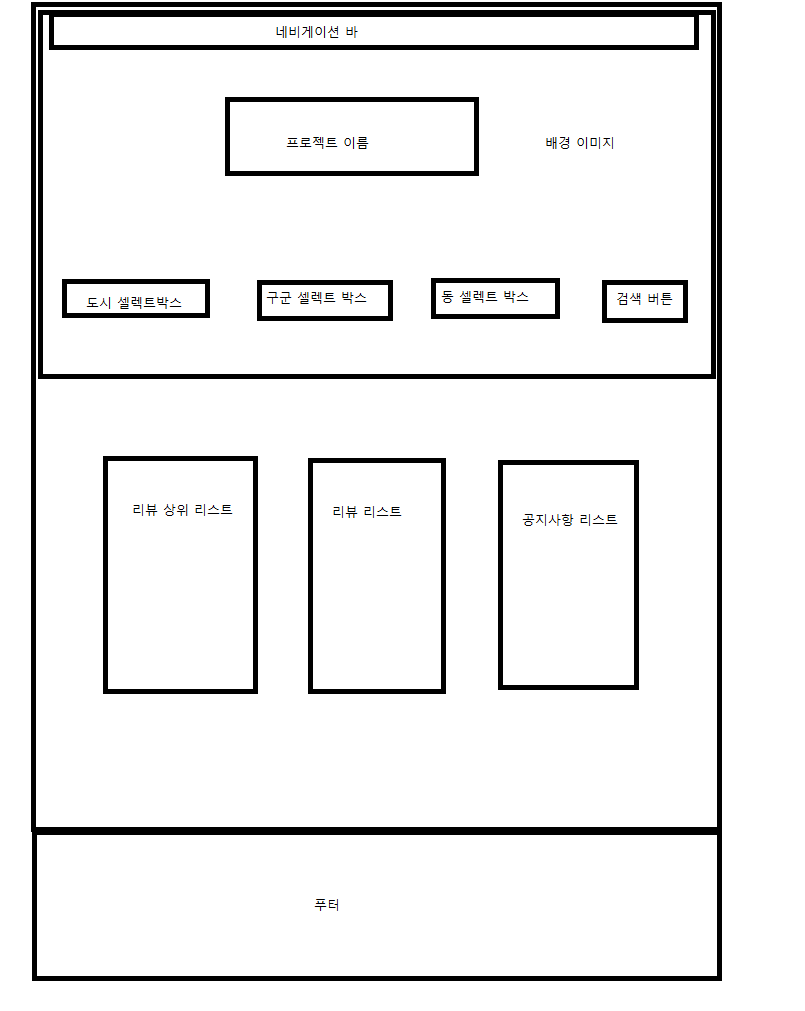 네비게이션 바
프로젝트 이름
배경 이미지
도시 셀렉트박스
구군 셀렉트 박스
동 셀렉트 박스
검색 버튼
리뷰 상위 리스트
리뷰 리스트
공지사항 리스트
푸터